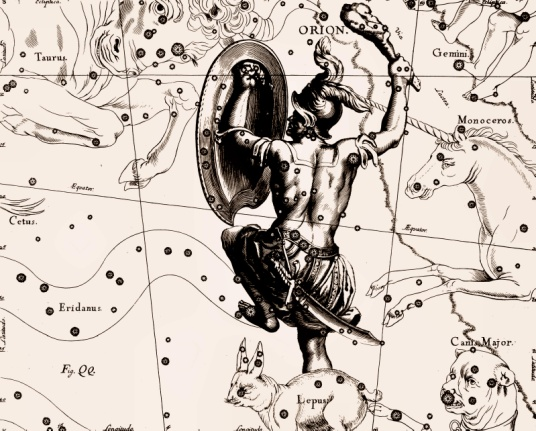 ORION.
Taurus.
Gemini.
Monoceros.
Æquator.
Æquator
Cetus.
Eridanus.
Canis Major.
Fig. QQ.
Lepus.